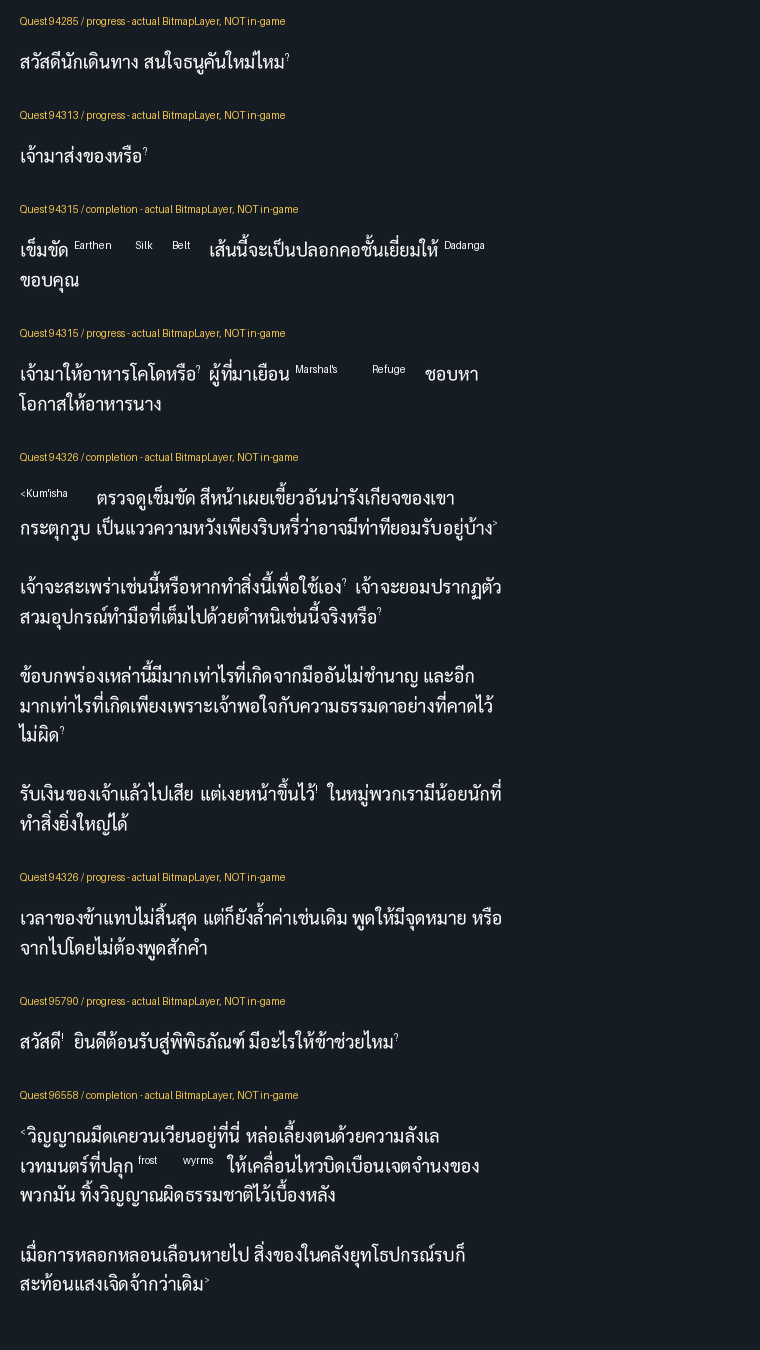 Quest 94285 / progress - actual BitmapLayer, NOT in-game
สวัสดีนักเดินทาง สนใจธนูคันใหม่ไหม?
Quest 94313 / progress - actual BitmapLayer, NOT in-game
เจ้ามาส่งของหรือ?
Quest 94315 / completion - actual BitmapLayer, NOT in-game
เข็มขัด Earthen Silk Belt เส้นนี้จะเป็นปลอกคอชั้นเยี่ยมให้ Dadanga
ขอบคุณ
Quest 94315 / progress - actual BitmapLayer, NOT in-game
เจ้ามาให้อาหารโคโดหรือ? ผู้ที่มาเยือน Marshal's Refuge ชอบหา
โอกาสให้อาหารนาง
Quest 94326 / completion - actual BitmapLayer, NOT in-game
<Kum'isha ตรวจดูเข็มขัด สีหน้าเผยเขี้ยวอันน่ารังเกียจของเขา
กระตุกวูบ เป็นแววความหวังเพียงริบหรี่ว่าอาจมีท่าทียอมรับอยู่บ้าง>
เจ้าจะสะเพร่าเช่นนี้หรือหากทำสิ่งนี้เพื่อใช้เอง? เจ้าจะยอมปรากฏตัว
สวมอุปกรณ์ทำมือที่เต็มไปด้วยตำหนิเช่นนี้จริงหรือ?
ข้อบกพร่องเหล่านี้มีมากเท่าไรที่เกิดจากมืออันไม่ชำนาญ และอีก
มากเท่าไรที่เกิดเพียงเพราะเจ้าพอใจกับความธรรมดาอย่างที่คาดไว้
ไม่ผิด?
รับเงินของเจ้าแล้วไปเสีย แต่เงยหน้าขึ้นไว้! ในหมู่พวกเรามีน้อยนักที่
ทำสิ่งยิ่งใหญ่ได้
Quest 94326 / progress - actual BitmapLayer, NOT in-game
เวลาของข้าแทบไม่สิ้นสุด แต่ก็ยังล้ำค่าเช่นเดิม พูดให้มีจุดหมาย หรือ
จากไปโดยไม่ต้องพูดสักคำ
Quest 95790 / progress - actual BitmapLayer, NOT in-game
สวัสดี! ยินดีต้อนรับสู่พิพิธภัณฑ์ มีอะไรให้ข้าช่วยไหม?
Quest 96558 / completion - actual BitmapLayer, NOT in-game
<วิญญาณมืดเคยวนเวียนอยู่ที่นี่ หล่อเลี้ยงตนด้วยความลังเล
เวทมนตร์ที่ปลุก frost wyrms ให้เคลื่อนไหวบิดเบือนเจตจำนงของ
พวกมัน ทิ้งวิญญาณผิดธรรมชาติไว้เบื้องหลัง
เมื่อการหลอกหลอนเลือนหายไป สิ่งของในคลังยุทโธปกรณ์รบก็
สะท้อนแสงเจิดจ้ากว่าเดิม>